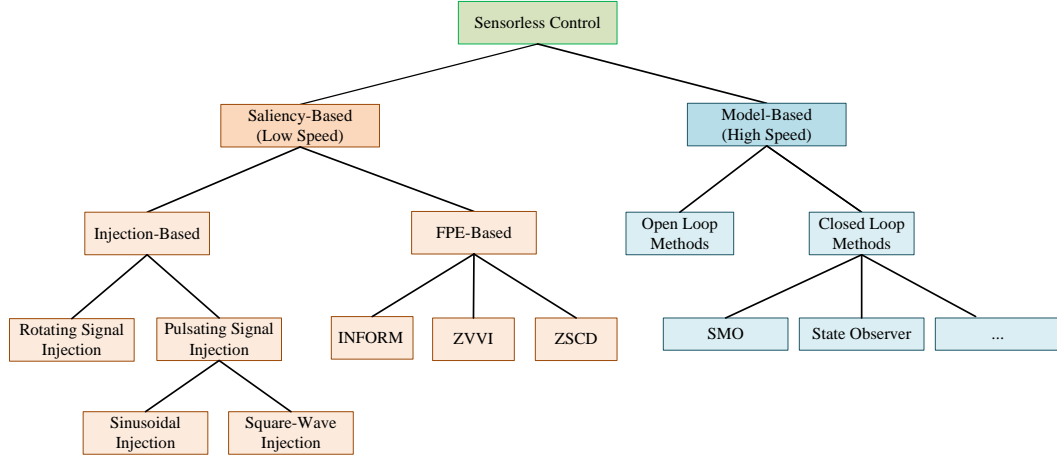 Sensorless Control
Saliency-Based
(Low Speed)
Model-Based
(High Speed)
Injection-Based
FPE-Based
Open Loop
Methods
Closed Loop
Methods
Rotating Signal
Injection
Pulsating Signal
Injection
INFORM
ZVVI
ZSCD
SMO
State Observer
...
Sinusoidal
Injection
Square-Wave
Injection